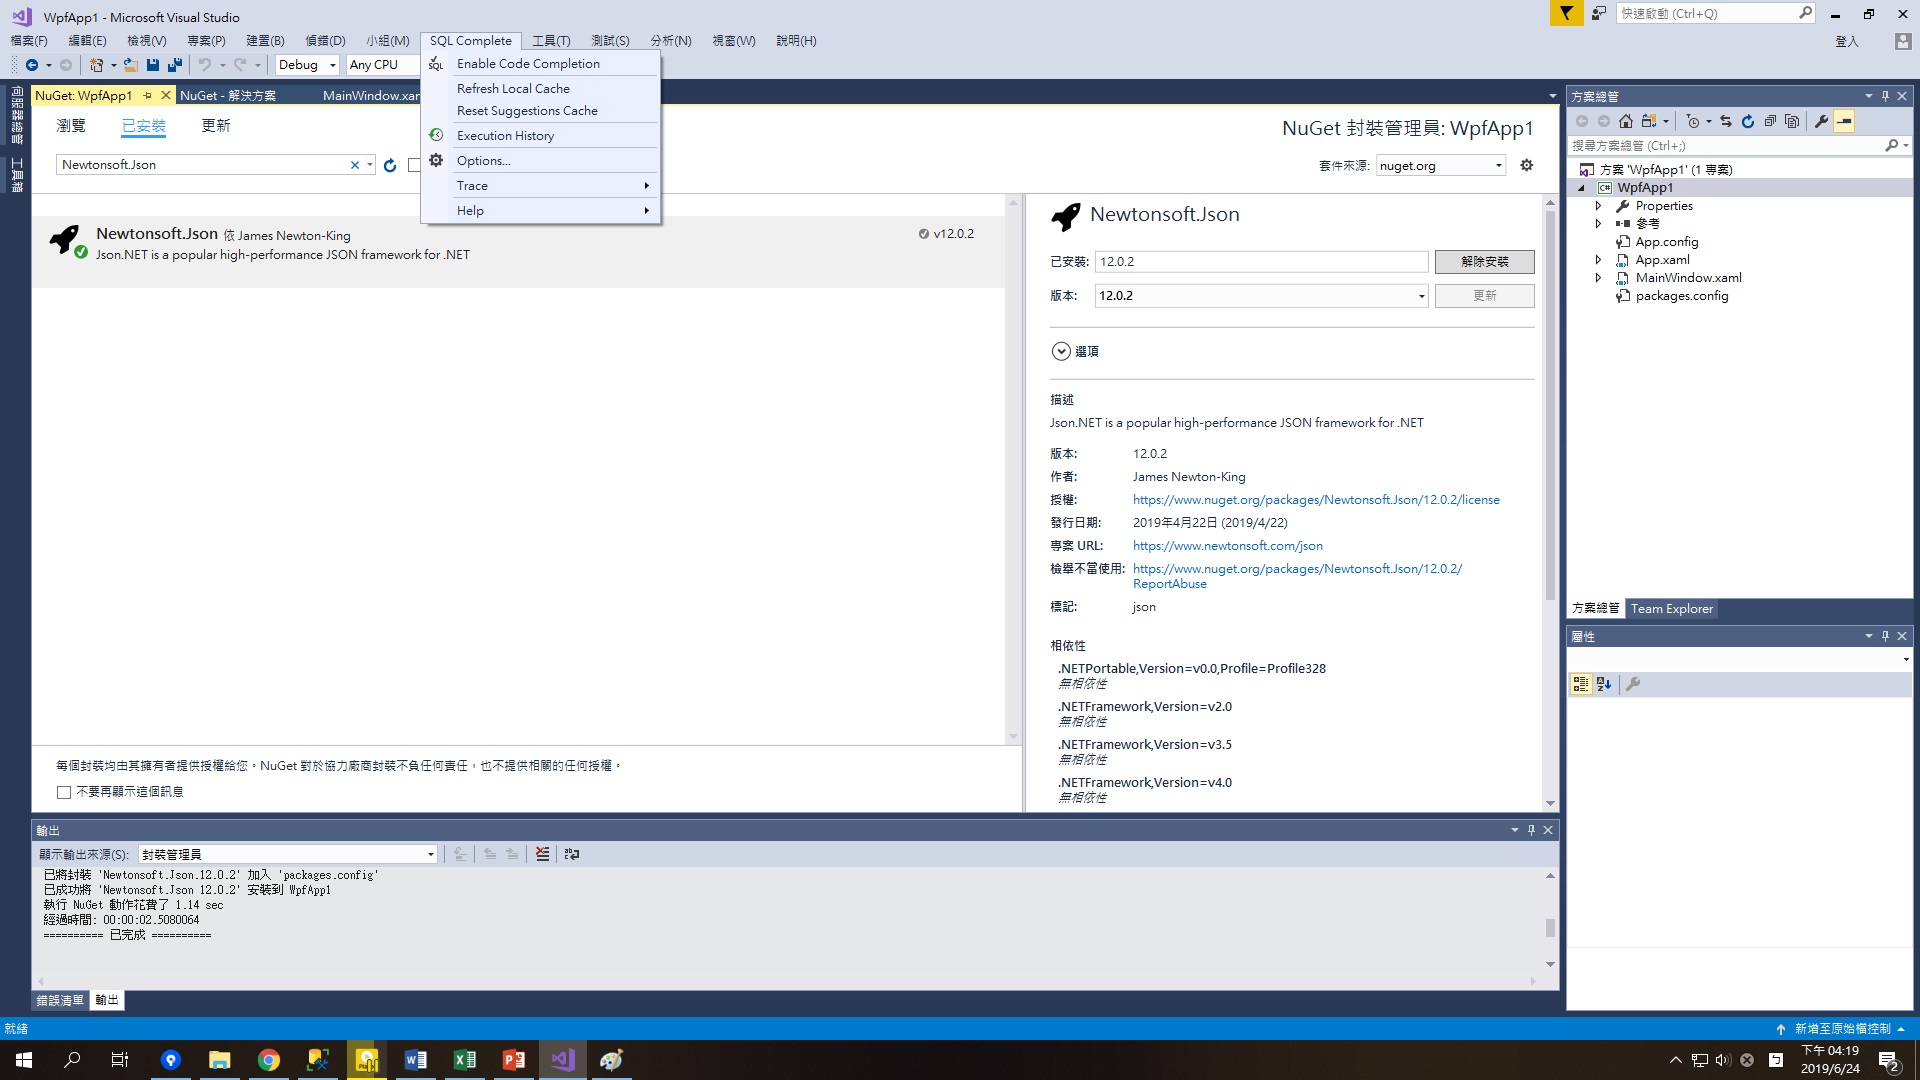 WpfApp1 - Microsoft Visual Studio
快速啟動 (Ctrl+Q)
檔案(F) 編輯(E) 檢視(V) 專案(P) 建置(B) 偵錯(D) 小組(M) SQL Complete 工具(T) 測試(S) 分析(N) 視窗(W) 說明(H)
登入
Debug Any CPU
SQL Enable Code Completion
Refresh Local Cache
Reset Suggestions Cache
Execution History
Options...
Trace
Help
伺服器總管
工具箱
NuGet: WpfApp1 NuGet - 解決方案 MainWindow.xam
瀏覽 已安裝 更新
NuGet 封裝管理員: WpfApp1
Newtonsoft.Json
套件來源: nuget.org
Newtonsoft.Json 依 James Newton-King
v12.0.2
Json.NET is a popular high-performance JSON framework for .NET
Newtonsoft.Json
已安裝: 12.0.2 解除安裝
版本: 12.0.2 更新
選項
描述
Json.NET is a popular high-performance JSON framework for .NET
版本: 12.0.2
作者: James Newton-King
授權: https://www.nuget.org/packages/Newtonsoft.Json/12.0.2/license
發行日期: 2019年4月22日 (2019/4/22)
專案 URL: https://www.newtonsoft.com/json
檢舉不當使用: https://www.nuget.org/packages/Newtonsoft.Json/12.0.2/
ReportAbuse
標記: json
相依性
.NETPortable,Version=v0.0,Profile=Profile328
無相依性
.NETFramework,Version=v2.0
無相依性
.NETFramework,Version=v3.5
無相依性
.NETFramework,Version=v4.0
無相依性
每個封裝均由其擁有者提供授權給您。NuGet 對於協力廠商封裝不負任何責任，也不提供相關的任何授權。
不要再顯示這個訊息
方案總管
搜尋方案總管 (Ctrl+;)
方案 'WpfApp1' (1 專案)
C# WpfApp1
Properties
參考
App.config
App.xaml
MainWindow.xaml
packages.config
方案總管 Team Explorer
屬性
輸出
顯示輸出來源(S): 封裝管理員
已將封裝 'Newtonsoft.Json.12.0.2' 加入 'packages.config'
已成功將 'Newtonsoft.Json 12.0.2' 安裝到 WpfApp1
執行 NuGet 動作花費了 1.14 sec
經過時間: 00:00:02.5080064
========== 已完成 ==========
錯誤清單 輸出
就緒
新增至原始檔控制
下午 04:19
2019/6/24
2